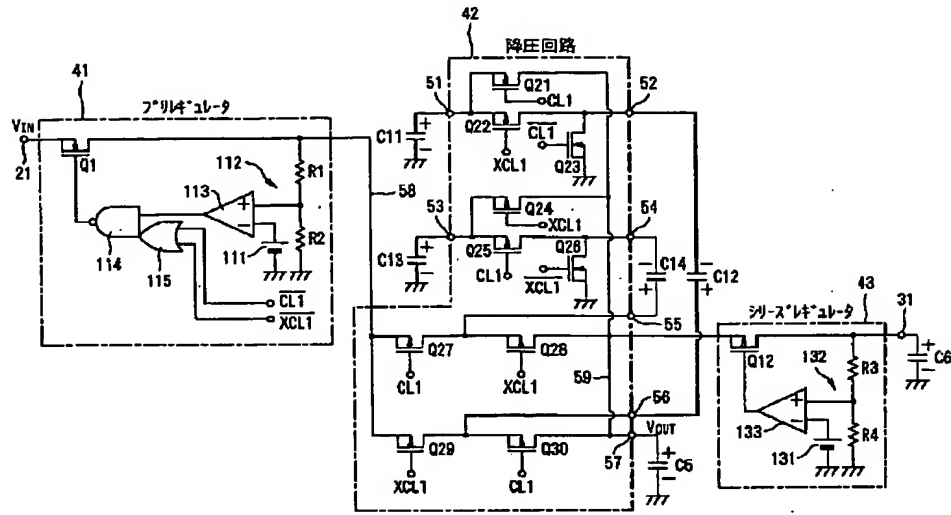 42
降圧回路
41
プリレギュレータ
51
Q21
CL1
52
VIN
21
Q1
C11
+
-
Q22
XCL1
CL1
Q23
112
R1
113
58
53
Q24
XCL1
54
+
-
R2
114
115
111
C13
+
-
Q25
CL1
XCL1
Q26
C14
-
+
C12
-
+
CL1
XCL1
43
シリーズレギュレータ
31
55
Q27
CL1
Q28
XCL1
Q12
R3
132
+
-
C6
59
56
VOUT
+
-
133
R4
Q29
XCL1
Q30
CL1
57
+
-
C5
131